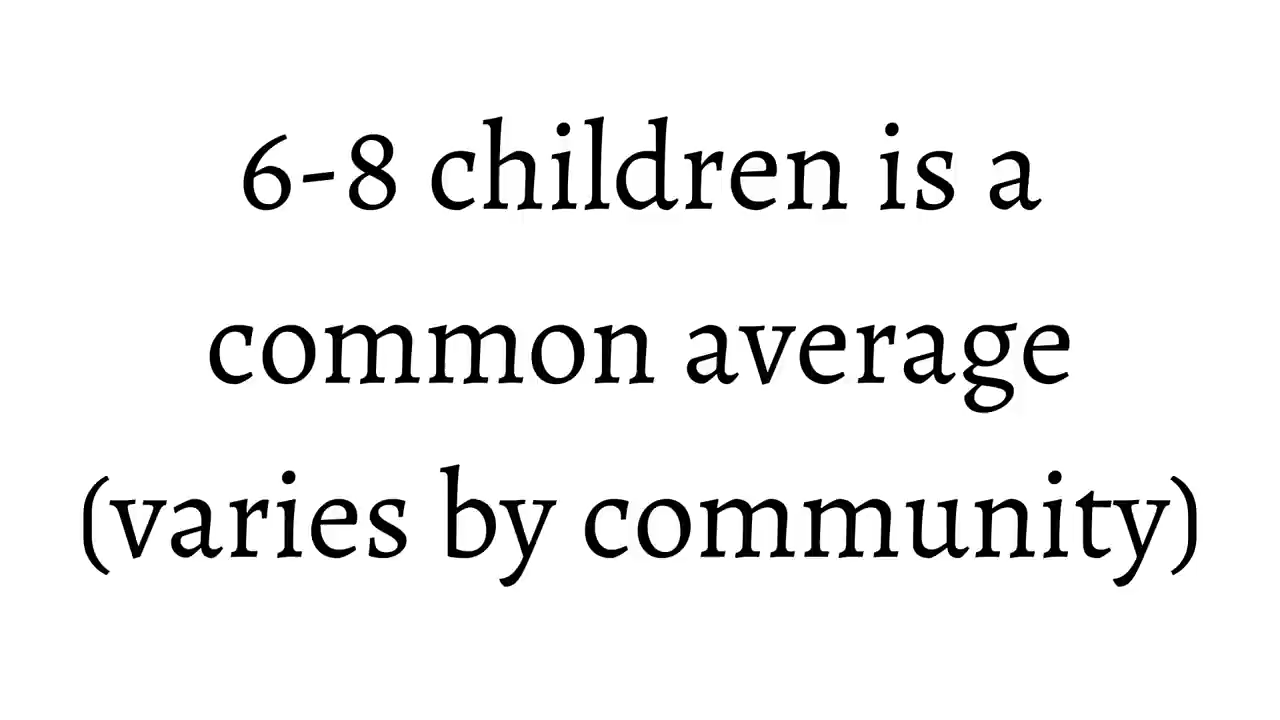 6-8 children is a
common average
(varies by community)